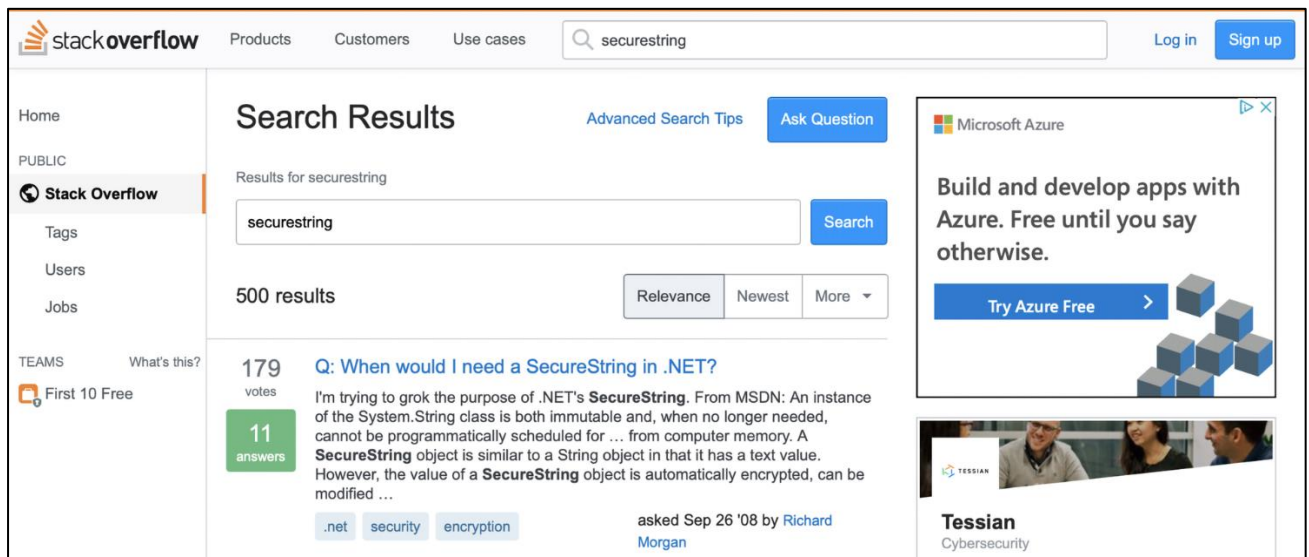 stackoverflow Products Customers Use cases securestring Log in Sign up
Home
PUBLIC
Stack Overflow
Tags
Users
Jobs
TEAMS What's this?
First 10 Free
Search Results
Advanced Search Tips
Ask Question
Results for securestring
securestring
Search
500 results
Relevance Newest More
179
votes
11
answers
Q: When would I need a SecureString in .NET?
I'm trying to grok the purpose of .NET's SecureString. From MSDN: An instance
of the System.String class is both immutable and, when no longer needed,
cannot be programmatically scheduled for … from computer memory. A
SecureString object is similar to a String object in that it has a text value.
However, the value of a SecureString object is automatically encrypted, can be
modified …
.net security encryption
asked Sep 26 '08 by Richard
Morgan
Microsoft Azure
Build and develop apps with
Azure. Free until you say
otherwise.
Try Azure Free
TESSIAN
Tessian
Cybersecurity